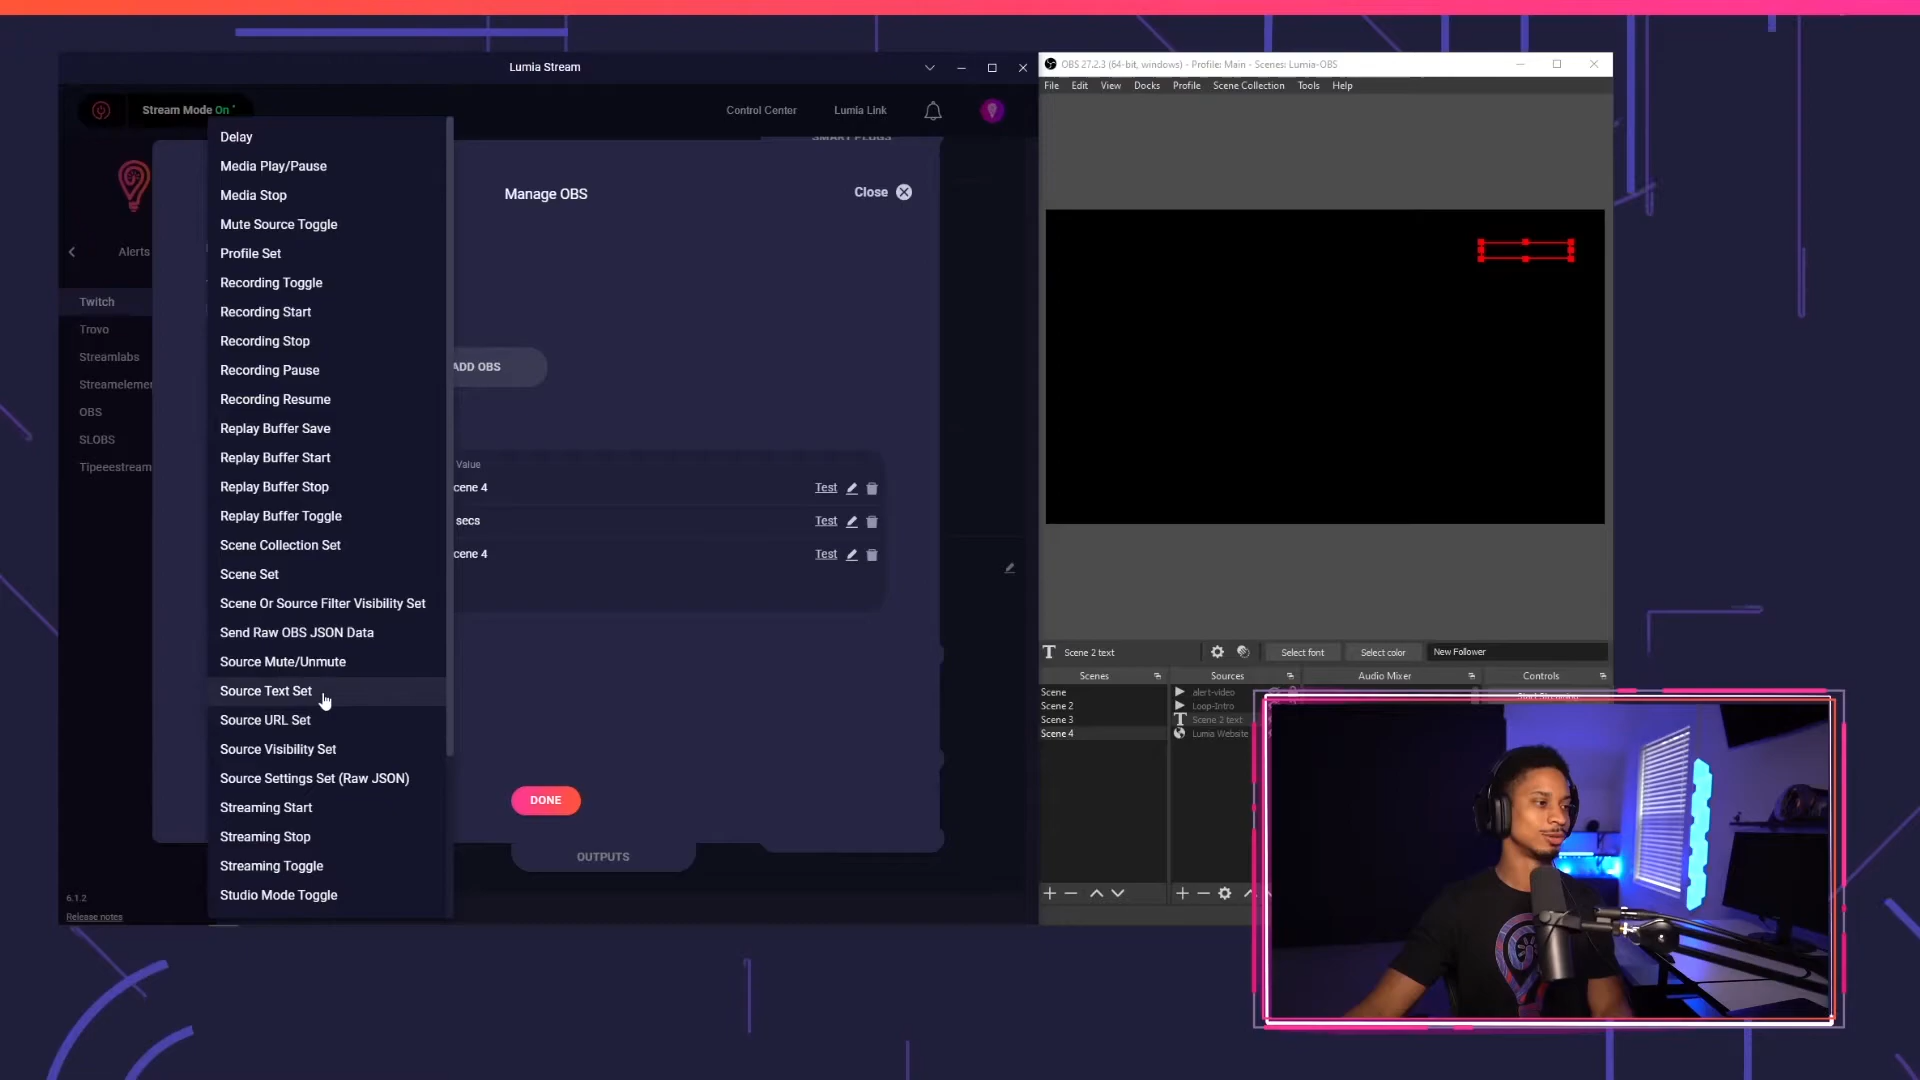 Lumia Stream
Stream Mode On
Control Center
Lumia Link
SMART PLUGS
Manage OBS
Close
Alerts
Twitch
Trovo
Streamlabs
Streamelemen
OBS
SLOBS
Tipeeestream
Delay
Media Play/Pause
Media Stop
Mute Source Toggle
Profile Set
Recording Toggle
Recording Start
Recording Stop
Recording Pause
Recording Resume
Replay Buffer Save
Replay Buffer Start
Replay Buffer Stop
Replay Buffer Toggle
Scene Collection Set
Scene Set
Scene Or Source Filter Visibility Set
Send Raw OBS JSON Data
Source Mute/Unmute
Source Text Set
Source URL Set
Source Visibility Set
Source Settings Set (Raw JSON)
Streaming Start
Streaming Stop
Streaming Toggle
Studio Mode Toggle
ADD OBS
Value
cene 4
Test
secs
Test
cene 4
Test
DONE
OUTPUTS
6.1.2
Release notes
OBS 27.2.3 (64-bit, windows) - Profile: Main - Scenes: Lumia-OBS
File Edit View Docks Profile Scene Collection Tools Help
Scene 2 text
Select font
Select color
New Follower
Scenes
Sources
Audio Mixer
Controls
Scene
Scene 2
Scene 3
Scene 4
alert-video
Loop-Intro
Scene 2 text
Lumia Website
Start Streaming